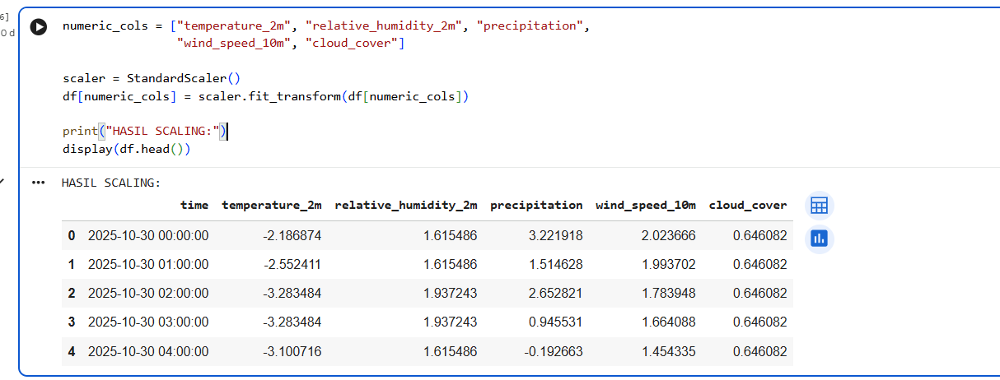 6]
0 d
numeric_cols = ["temperature_2m", "relative_humidity_2m", "precipitation",
"wind_speed_10m", "cloud_cover"]
scaler = StandardScaler()
df[numeric_cols] = scaler.fit_transform(df[numeric_cols])
print("HASIL SCALING:")
display(df.head())
HASIL SCALING:
time temperature_2m relative_humidity_2m precipitation wind_speed_10m cloud_cover
0 2025-10-30 00:00:00 -2.186874 1.615486 3.221918 2.023666 0.646082
1 2025-10-30 01:00:00 -2.552411 1.615486 1.514628 1.993702 0.646082
2 2025-10-30 02:00:00 -3.283484 1.937243 2.652821 1.783948 0.646082
3 2025-10-30 03:00:00 -3.283484 1.937243 0.945531 1.664088 0.646082
4 2025-10-30 04:00:00 -3.100716 1.615486 -0.192663 1.454335 0.646082